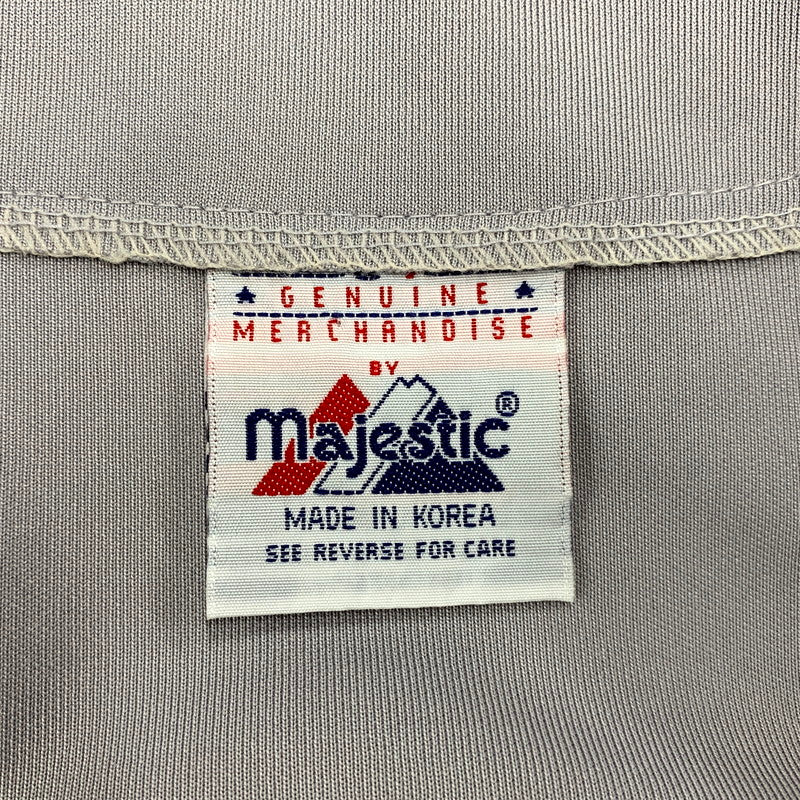 GENUINE
MERCHANDISE
BY
Majestic®
MADE IN KOREA
SEE REVERSE FOR CARE